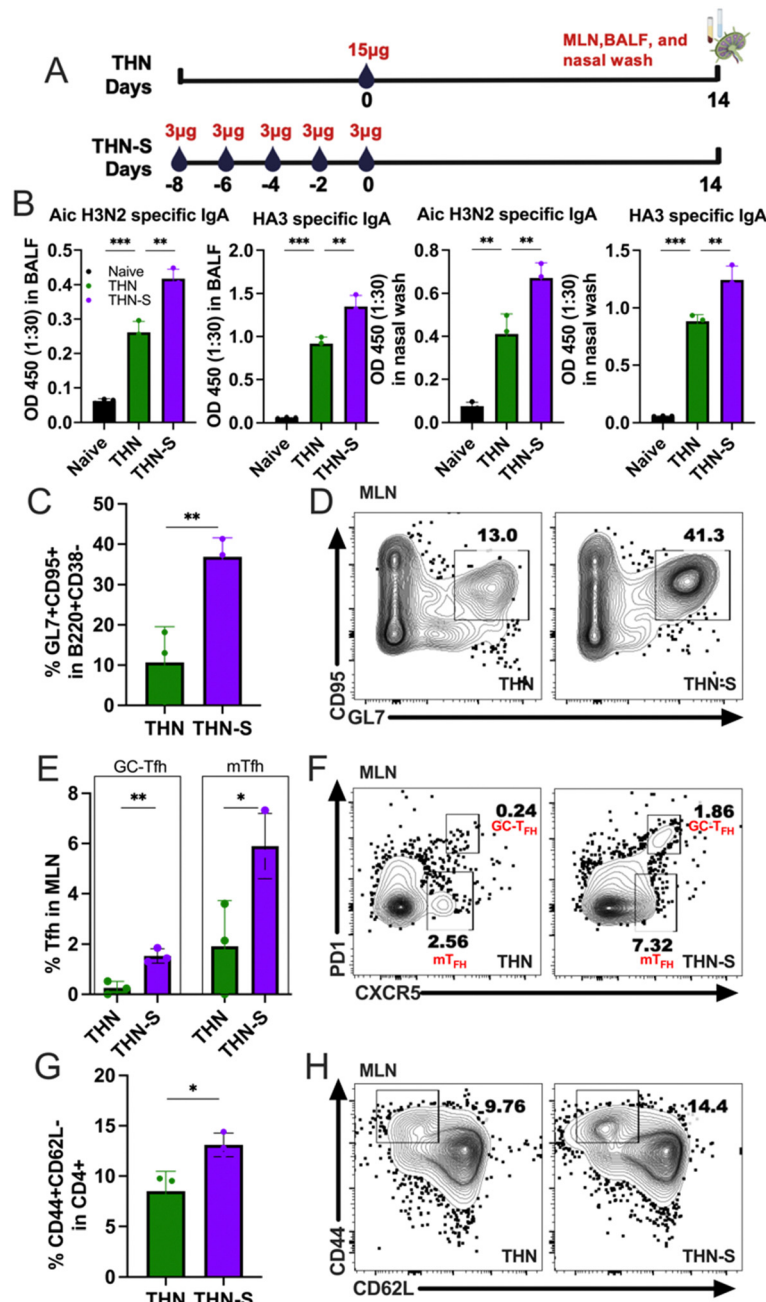 A
THN
Days
15µg
0
MLN,BALF, and
nasal wash
14
THN-S
Days
3µg 3µg 3µg 3µg 3µg
-8 -6 -4 -2 0
14
B
Aic H3N2 specific IgA
OD 450 (1:30) in BALF
0.5
0.4
0.3
0.2
0.1
0.0
*** **
Naive
THN
THN-S
Naive THN THN-S
HA3 specific IgA
OD 450 (1:30) in BALF
2.0
1.5
1.0
0.5
0.0
*** **
Naive THN THN-S
Aic H3N2 specific IgA
OD 450 (1:30)
in nasal wash
0.8
0.6
0.4
0.2
0.0
** **
Naive THN THN-S
HA3 specific IgA
OD 450 (1:30)
in nasal wash
1.5
1.0
0.5
0.0
*** **
Naive THN THN-S
C
% GL7+CD95+
in B220+CD38-
50
40
30
20
10
0
**
THN THN-S
D
MLN
13.0
THN
41.3
THN-S
CD95
GL7
E
GC-Tfh
mTfh
% Tfh in MLN
8
6
4
2
0
**
*
THN THN-S THN THN-S
F
MLN
0.24
GC-TFH
2.56
mTFH
THN
1.86
GC-TFH
7.32
mTFH
THN-S
PD1
CXCR5
G
% CD44+CD62L-
in CD4+
20
15
10
5
0
*
THN THN-S
H
MLN
9.76
THN
14.4
THN-S
CD44
CD62L